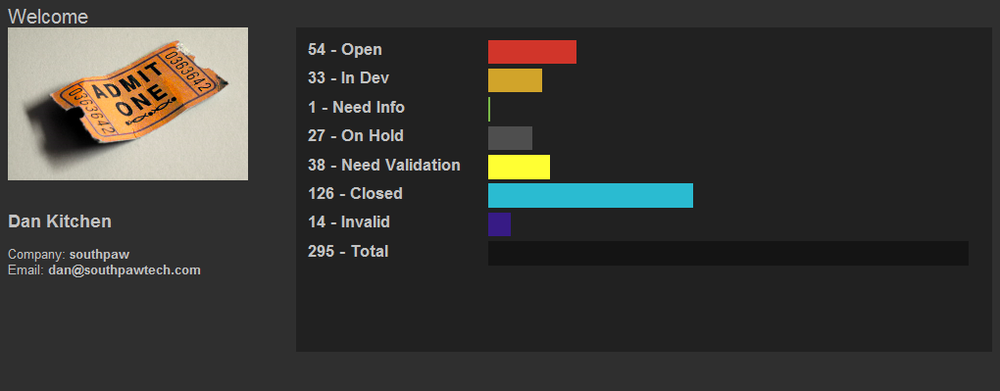 Welcome
0363642
ADMIT
ONE
0363642
Dan Kitchen
Company: southpaw
Email: dan@southpawtech.com
54 - Open
33 - In Dev
1 - Need Info
27 - On Hold
38 - Need Validation
126 - Closed
14 - Invalid
295 - Total